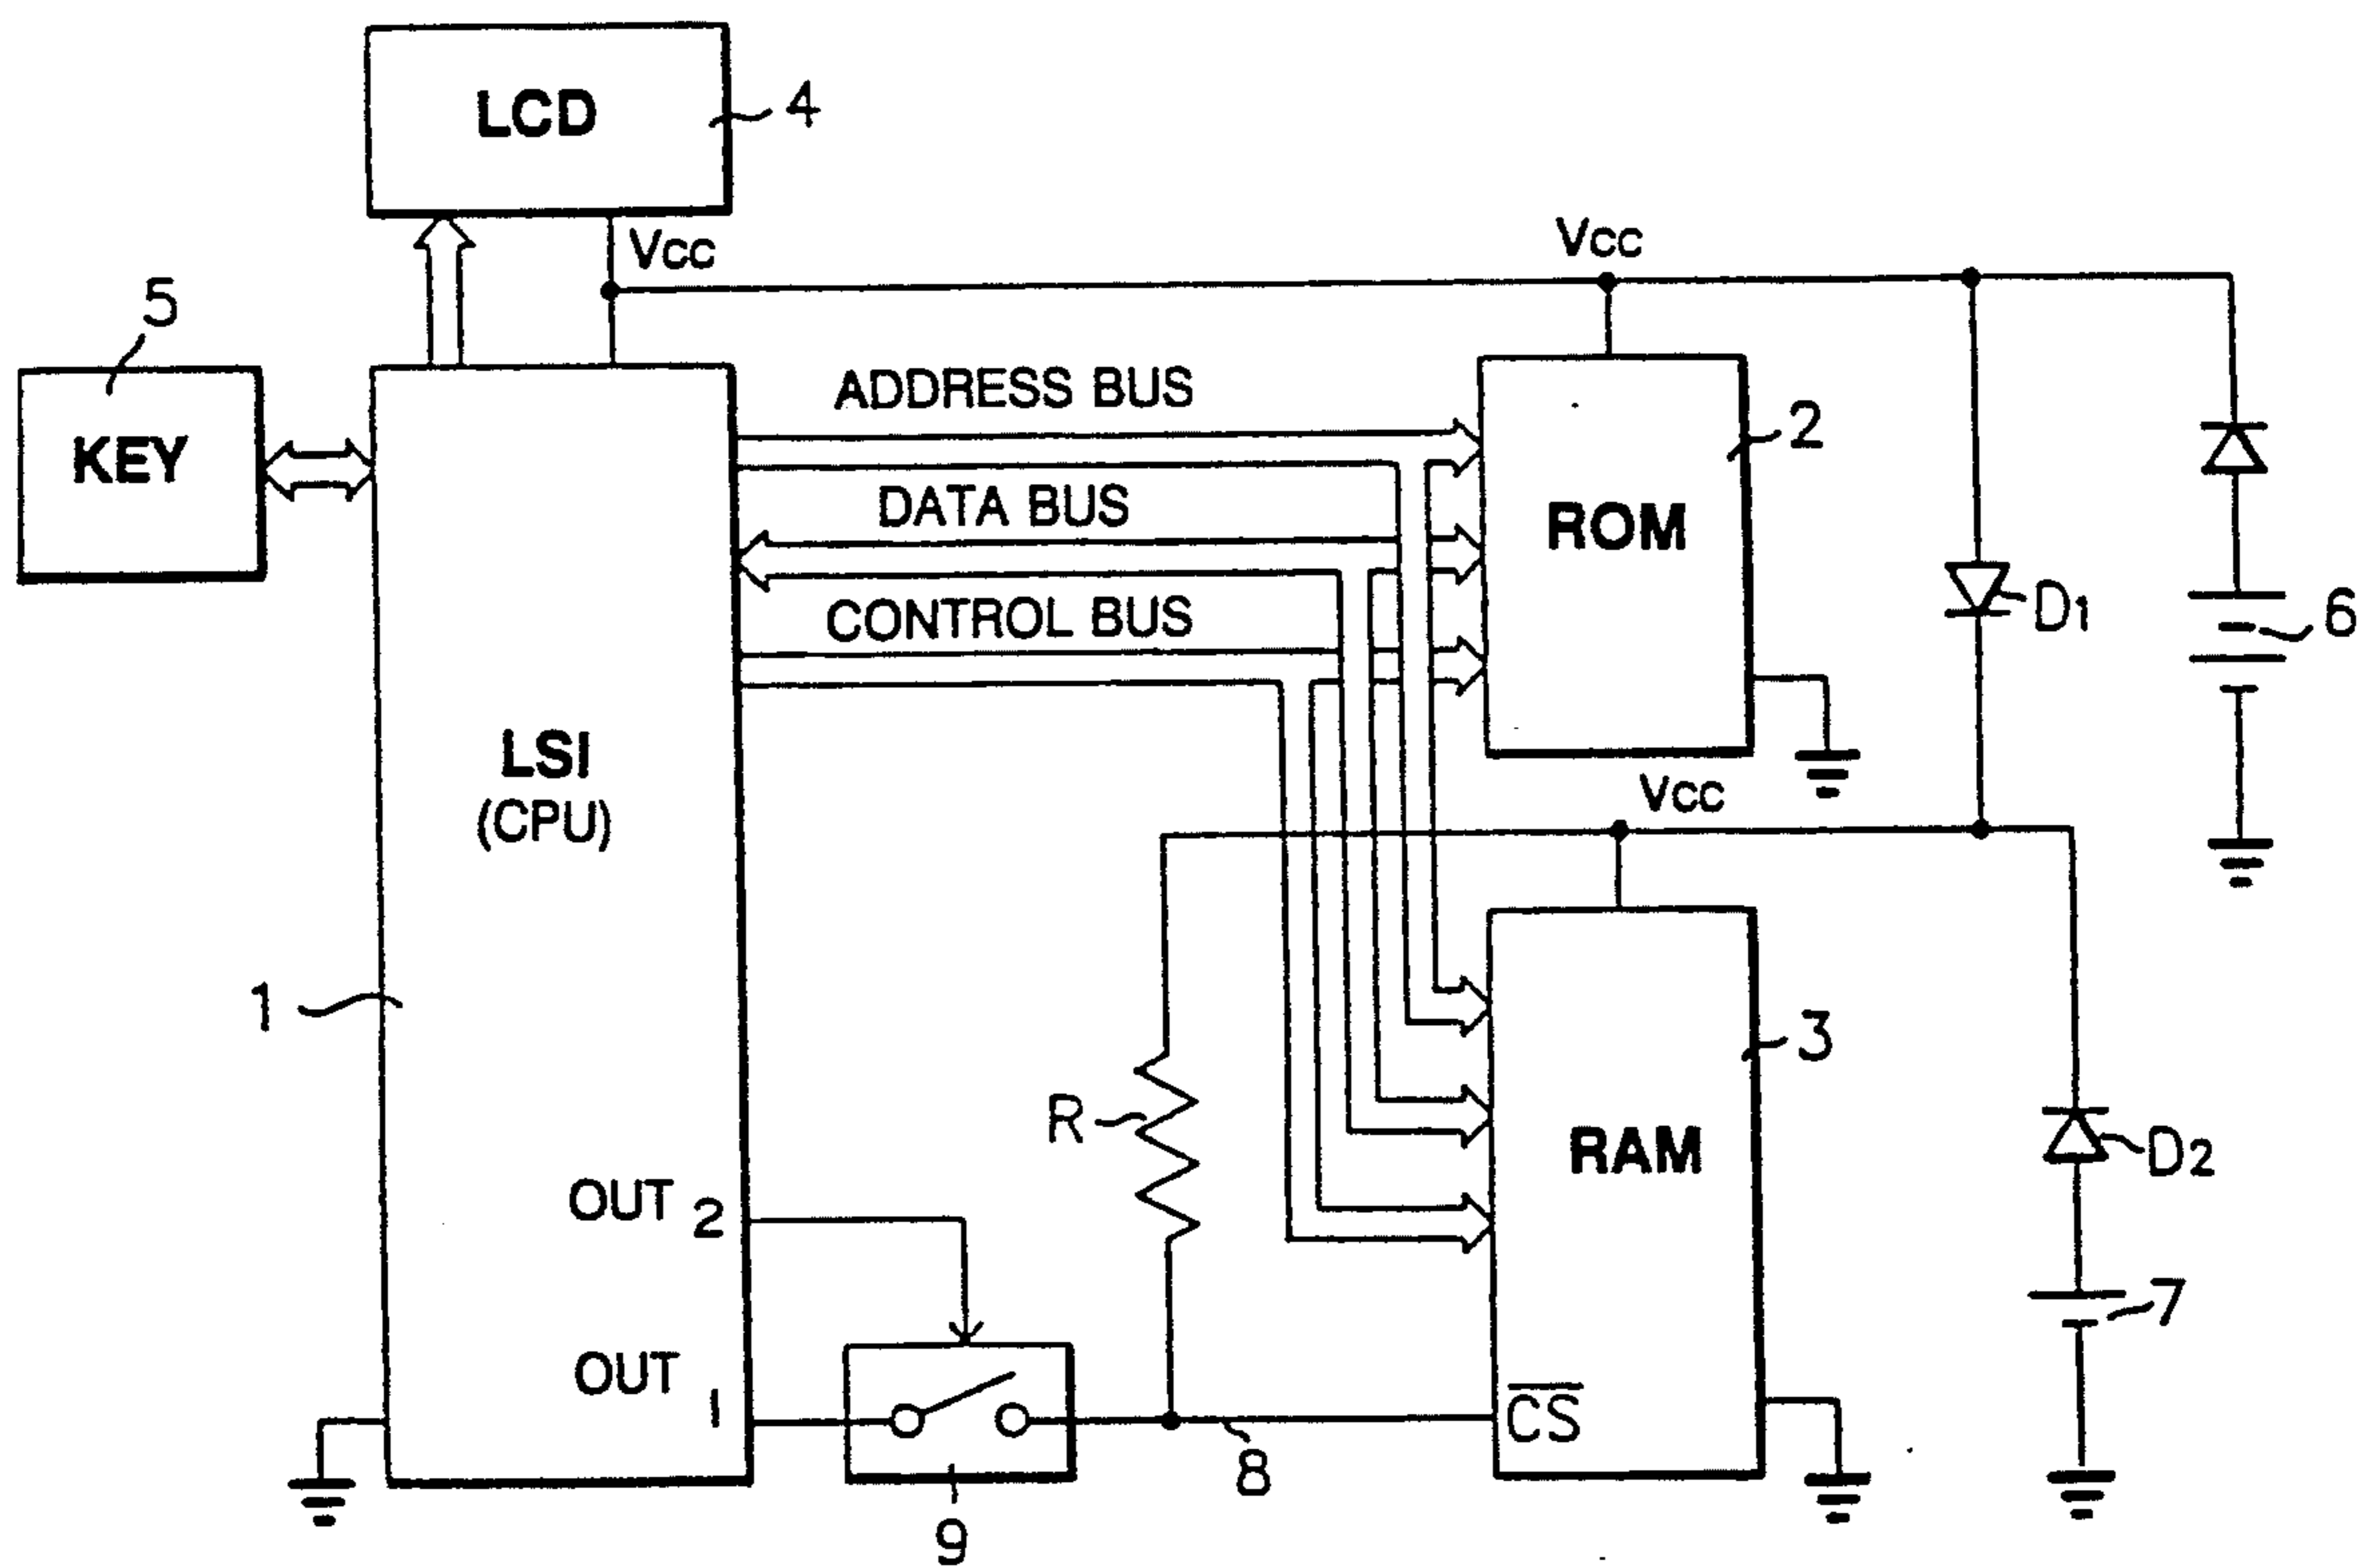 LCD
4
Vcc
Vcc
5
KEY
ADDRESS BUS
2
DATA BUS
ROM
D1
6
CONTROL BUS
LSI
(CPU)
Vcc
1
3
R
RAM
D2
OUT 2
7
OUT 1
CS
8
9